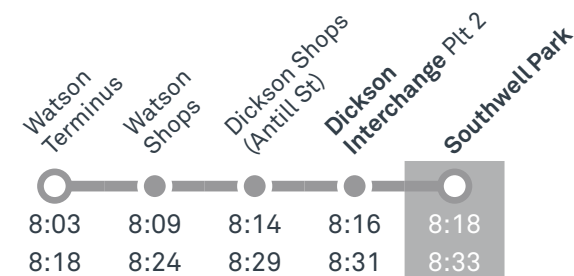 Watson
Terminus
Watson
Shops
Dickson Shops
(Antill St)
Dickson
Interchange Plt 2
Southwell Park
8:03 8:09 8:14 8:16 8:18
8:18 8:24 8:29 8:31 8:33